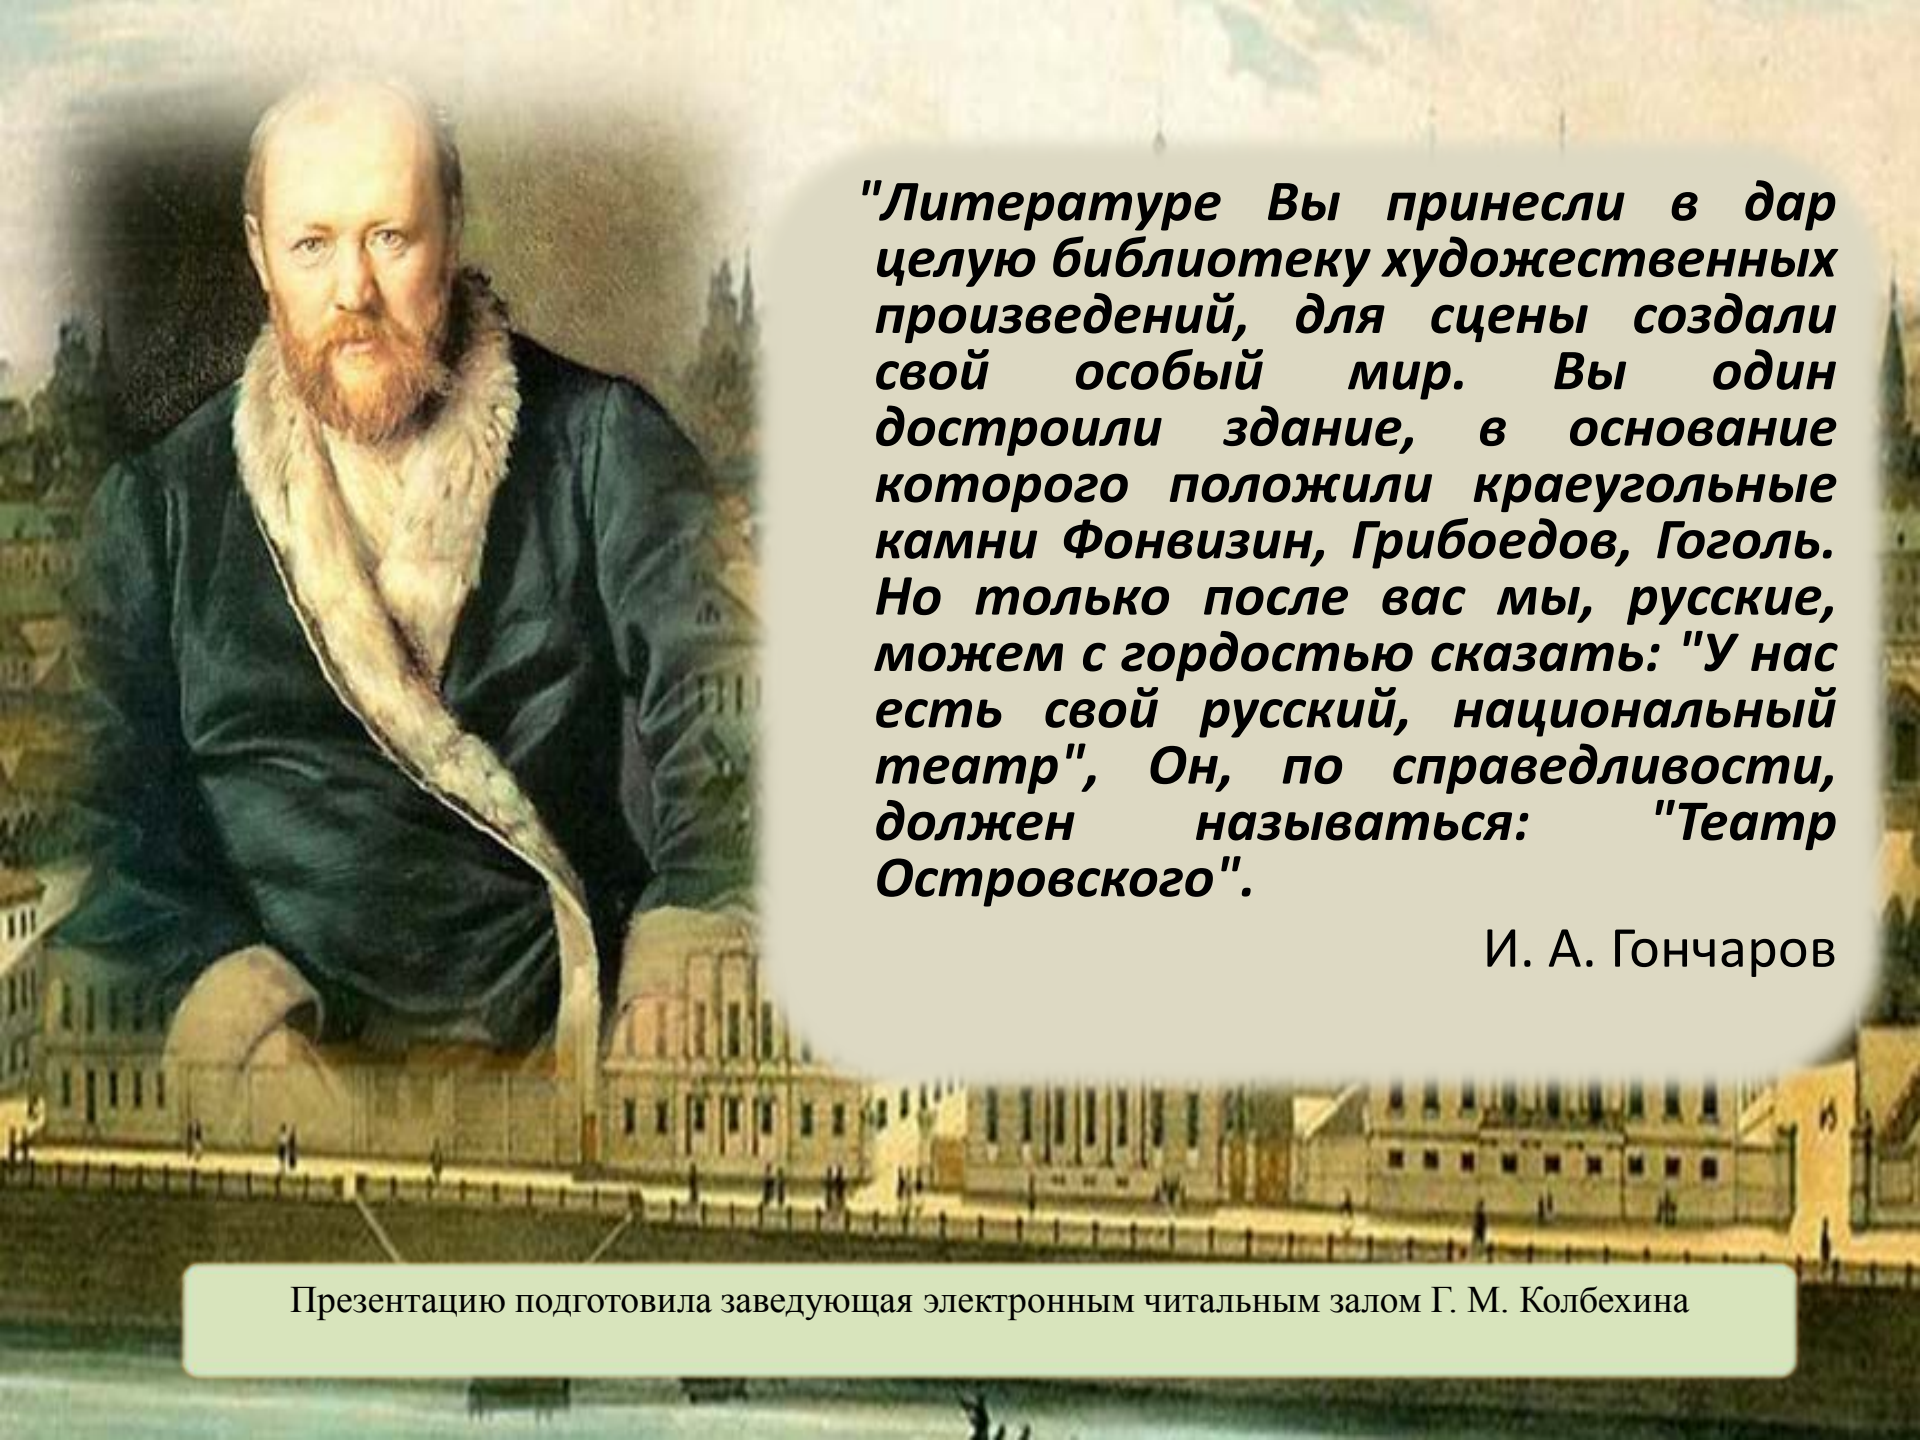 "Литературе Вы принесли в дар
целую библиотеку художественных
произведений, для сцены создали
свой особый мир. Вы один
достроили здание, в основание
которого положили краеугольные
камни Фонвизин, Грибоедов, Гоголь.
Но только после вас мы, русские,
можем с гордостью сказать: "У нас
есть свой русский, национальный
театр", Он, по справедливости,
должен называться: "Театр
Островского".
И. А. Гончаров
Презентацию подготовила заведующая электронным читальным залом Г. М. Колбехина